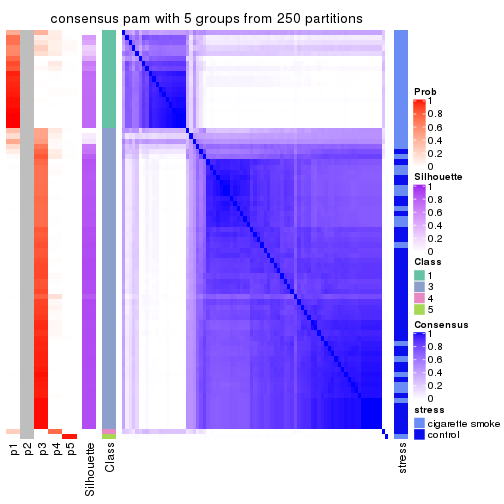 consensus pam with 5 groups from 250 partitions
Prob
1
0.8
0.6
0.4
0.2
0
Silhouette
1
0.8
0.6
0.4
0.2
0
Class
1
3
4
5
Consensus
1
0.8
0.6
0.4
0.2
0
stress
cigarette smoke
control
p1
p2
p3
p4
p5
Silhouette
Class
stress